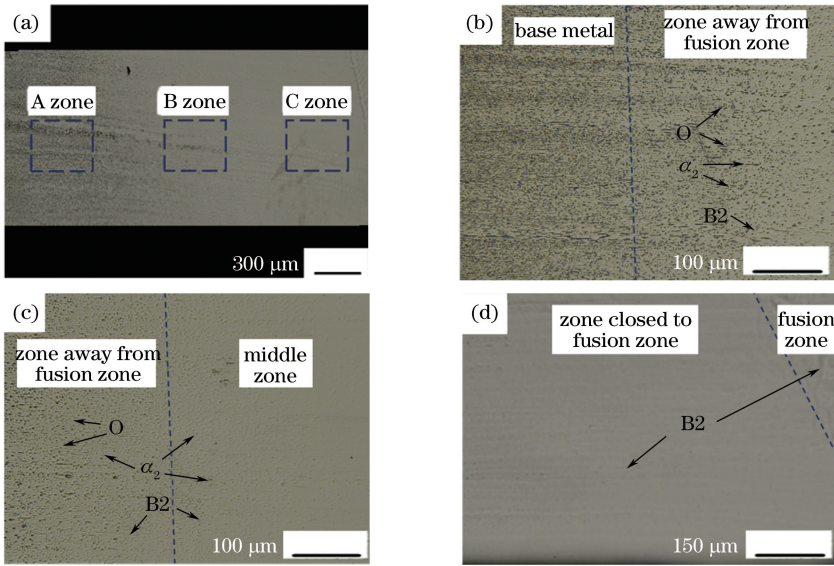 (a)
A zone
B zone
C zone
300 μm
(b)
base metal
zone away from
fusion zone
O
α2
B2
100 μm
(c)
zone away from
fusion zone
middle
zone
O
α2
B2
100 μm
(d)
zone closed to
fusion zone
fusion
zone
B2
150 μm